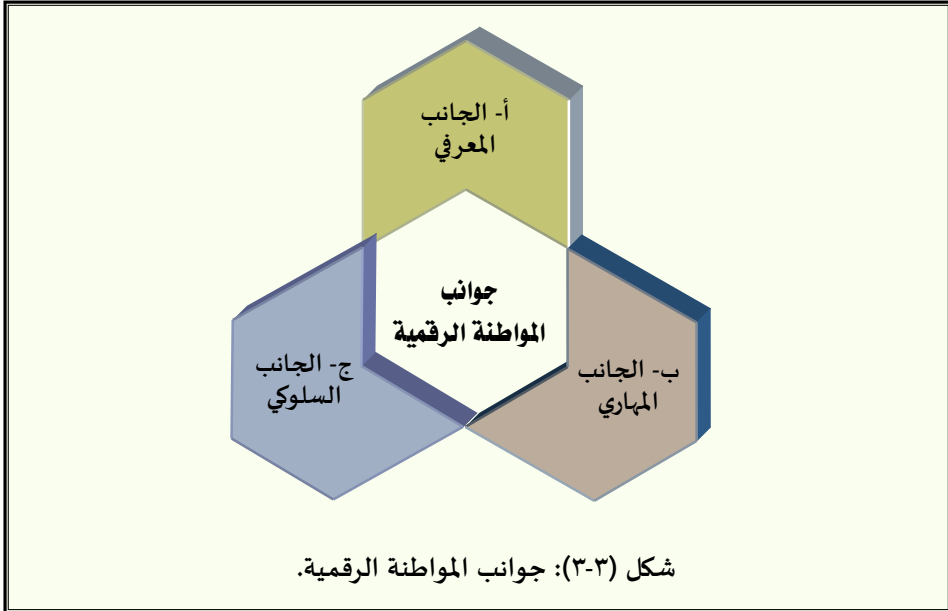 أ- الجانب
المعرفي
جوانب
المواطنة الرقمية
ب- الجانب
المهاري
ج- الجانب
السلوكي
شكل (٣-٣): جوانب المواطنة الرقمية.